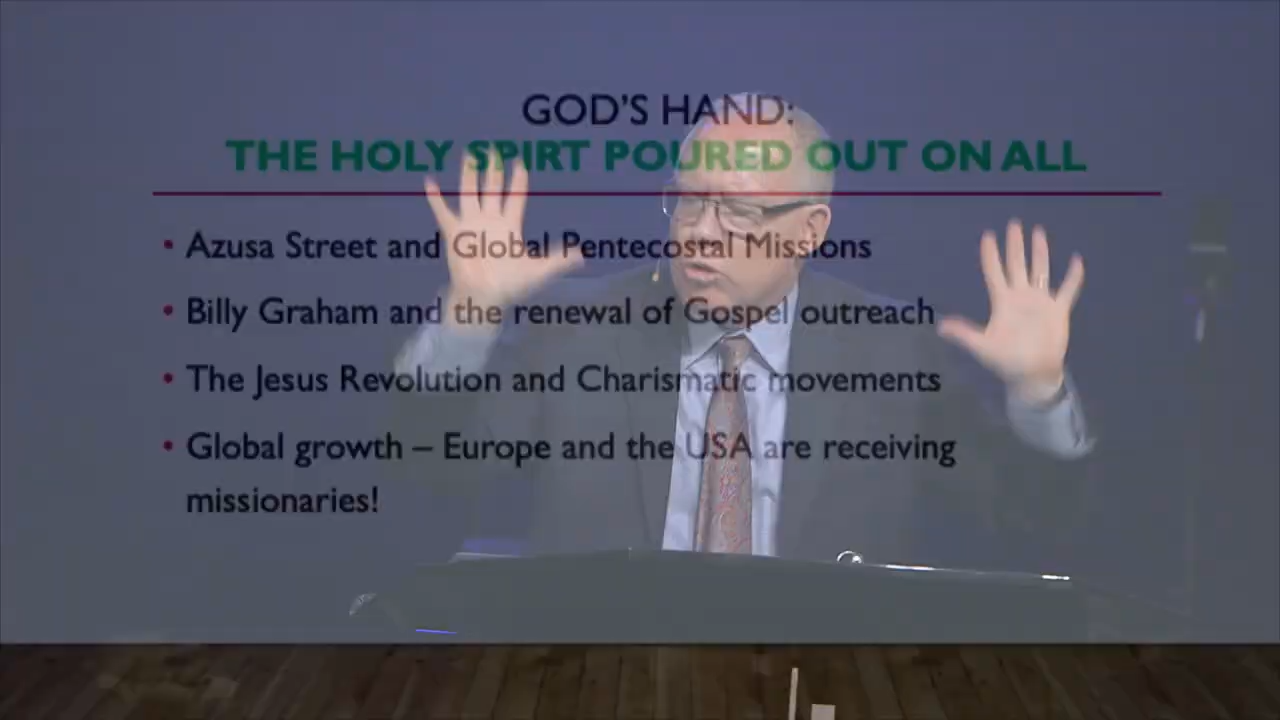 GOD'S HAND:
THE HOLY SPIRT POURED OUT ON ALL
• Azusa Street and Global Pentecostal Missions
• Billy Graham and the renewal of Gospel outreach
• The Jesus Revolution and Charismatic movements
• Global growth – Europe and the USA are receiving
missionaries!